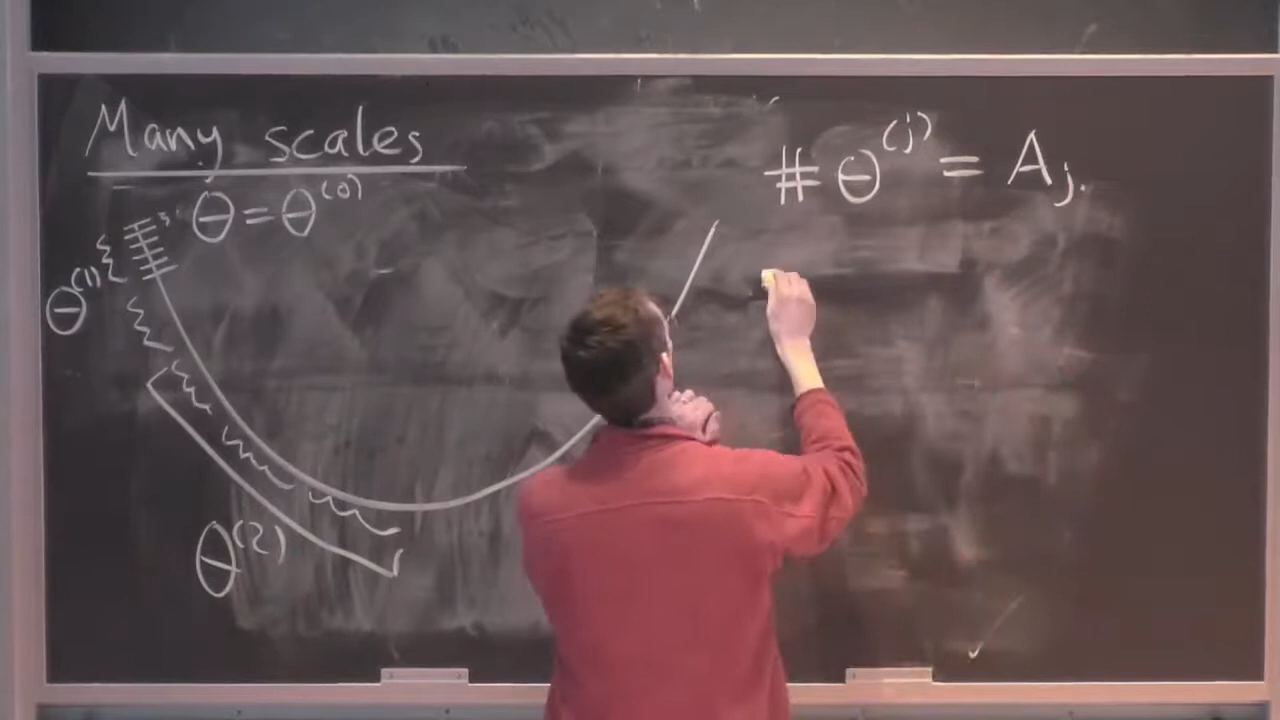 Many scales
θ = θ^(0)
θ^(1)
θ^(2)
# θ^(j) = A_j.